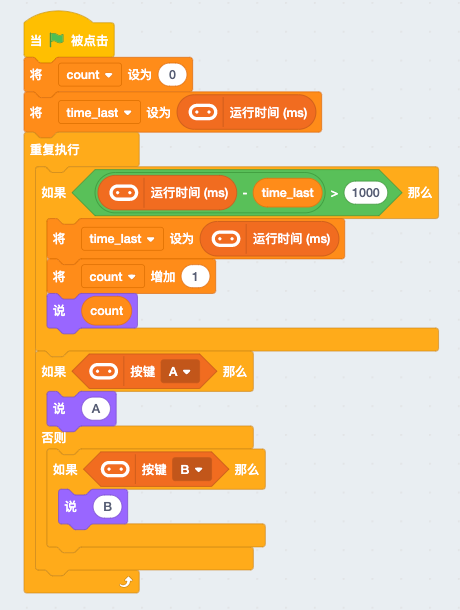 当 被点击
将 count 设为 0
将 time_last 设为 运行时间 (ms)
重复执行
如果 运行时间 (ms) - time_last > 1000 那么
将 time_last 设为 运行时间 (ms)
将 count 增加 1
说 count
如果 按键 A 那么
说 A
否则
如果 按键 B 那么
说 B